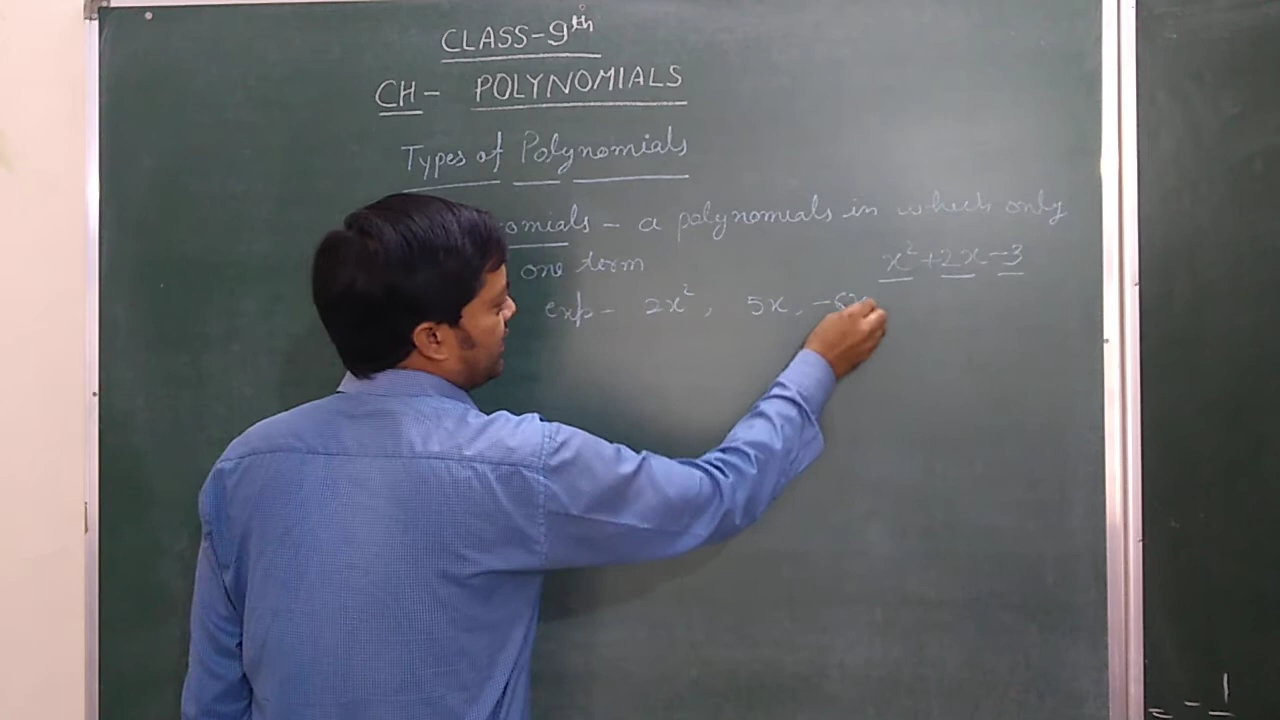 CLASS-9th
CH- POLYNOMIALS
Types of Polynomials
omials - a polynomials in which only
one term
x²+2x-3
exp- 2x², 5x,
= - 1